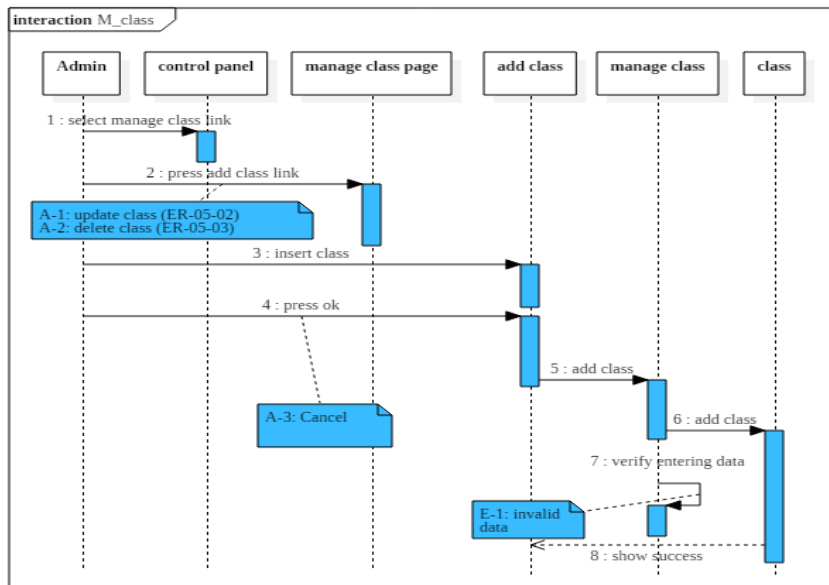 interaction M_class
Admin
control panel
manage class page
add class
manage class
class
1 : select manage class link
2 : press add class link
A-1: update class (ER-05-02)
A-2: delete class (ER-05-03)
3 : insert class
4 : press ok
5 : add class
A-3: Cancel
6 : add class
7 : verify entering data
E-1: invalid
data
8 : show success